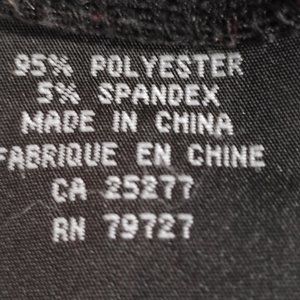 95% POLYESTER
5% SPANDEX
MADE IN CHINA
FABRIQUE EN CHINE
CA 25277
RN 79727